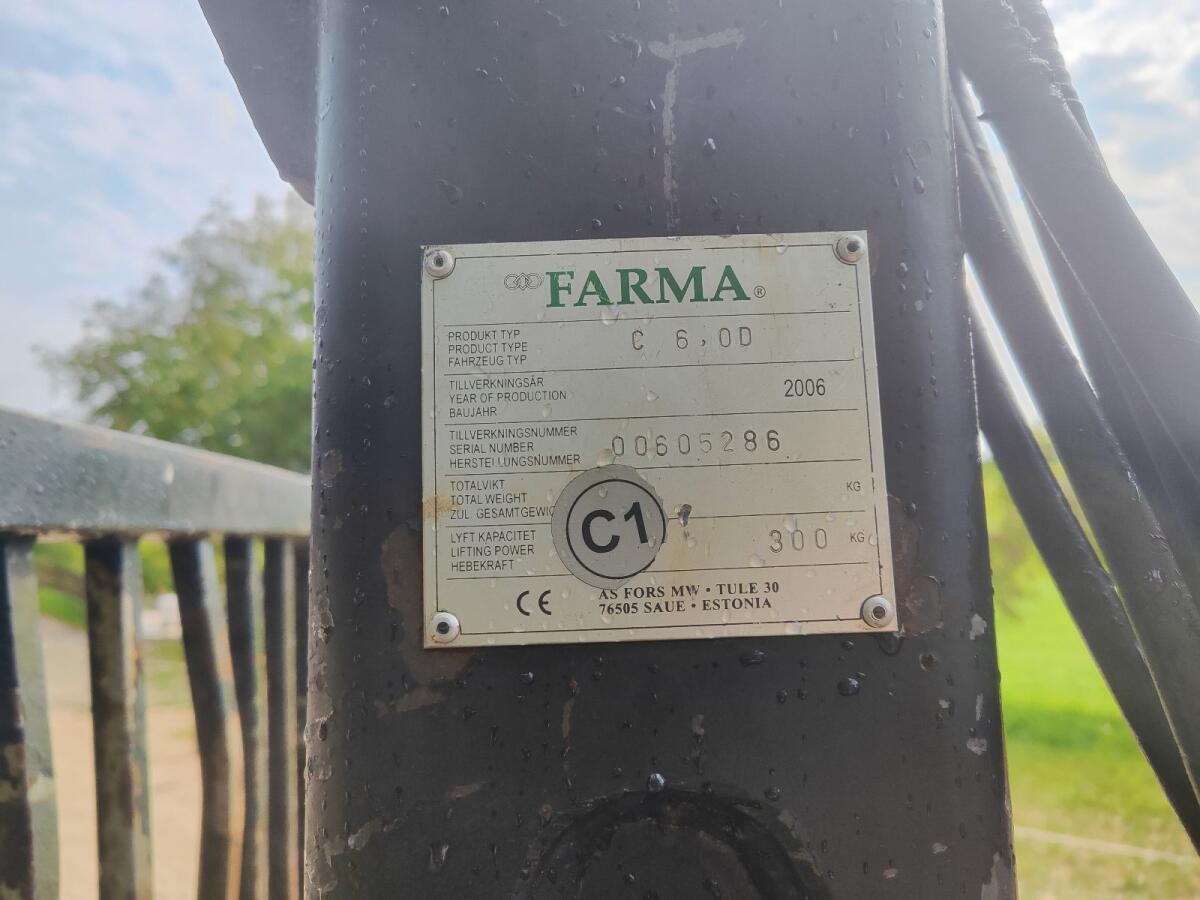 FARMA®
PRODUKT TYP
PRODUCT TYPE
FAHRZEUG TYP
C 6,0D
TILLVERKNINGSÅR
YEAR OF PRODUCTION
BAUJAHR
2006
TILLVERKNINGSNUMMER
SERIAL NUMBER
HERSTELLUNGSNUMMER
00605286
TOTALVIKT
TOTAL WEIGHT
ZUL. GESAMTGEWIC
KG
C1
LYFT KAPACITET
LIFTING POWER
HEBEKRAFT
300 KG
CE
AS FORS MW · TULE 30
76505 SAUE · ESTONIA